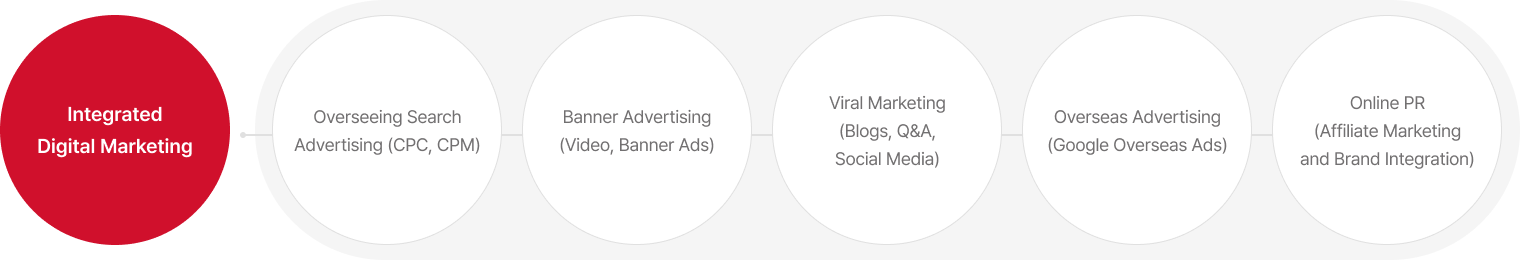 Integrated
Digital Marketing
Overseeing Search
Advertising (CPC, CPM)
Banner Advertising
(Video, Banner Ads)
Viral Marketing
(Blogs, Q&A,
Social Media)
Overseas Advertising
(Google Overseas Ads)
Online PR
(Affiliate Marketing
and Brand Integration)